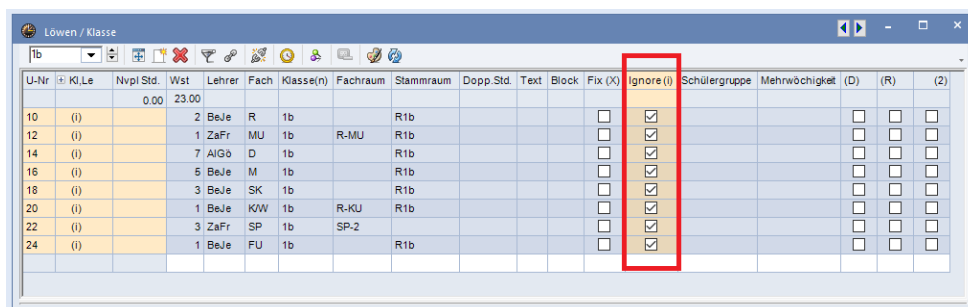 Löwen / Klasse
1b
U-Nr Kl,Le Nvpl Std. Wst Lehrer Fach Klasse(n) Fachraum Stammraum Dopp.Std. Text Block Fix (X) Ignore (i) Schülergruppe Mehrwöchigkeit (D) (R) (2)
0.00 23.00
10 (i) 2 BeJe R 1b R1b
12 (i) 1 ZaFr MU 1b R-MU R1b
14 (i) 7 AlGö D 1b R1b
16 (i) 5 BeJe M 1b R1b
18 (i) 3 BeJe SK 1b R1b
20 (i) 1 BeJe K/W 1b R-KU R1b
22 (i) 3 ZaFr SP 1b SP-2
24 (i) 1 BeJe FU 1b R1b